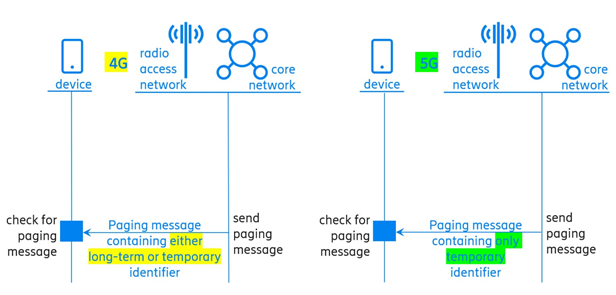 4G
radio
access
network
device
core
network
check for
paging
message
Paging message
containing either
long-term or temporary
identifier
send
paging
message
5G
radio
access
network
device
core
network
check for
paging
message
Paging message
containing only
temporary
identifier
send
paging
message